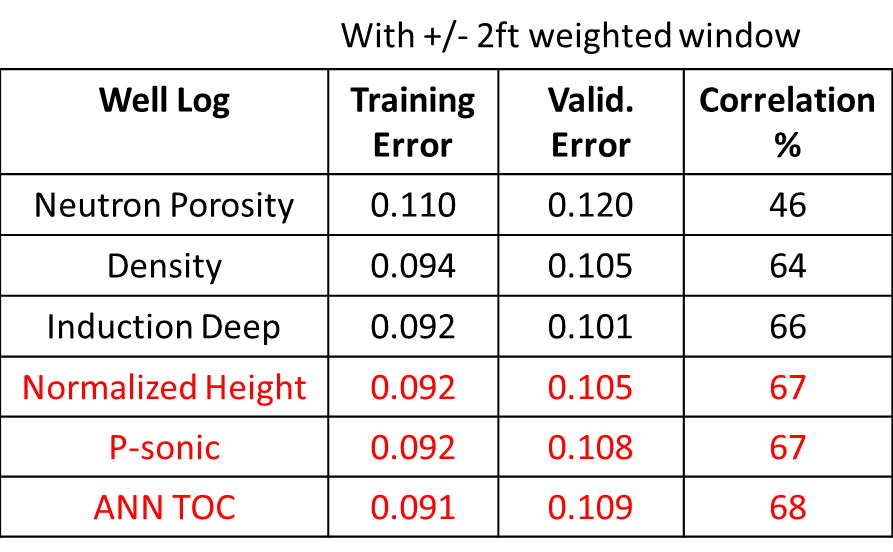 With +/- 2ft weighted window
Well Log Training Error Valid. Error Correlation %
Neutron Porosity 0.110 0.120 46
Density 0.094 0.105 64
Induction Deep 0.092 0.101 66
Normalized Height 0.092 0.105 67
P-sonic 0.092 0.108 67
ANN TOC 0.091 0.109 68